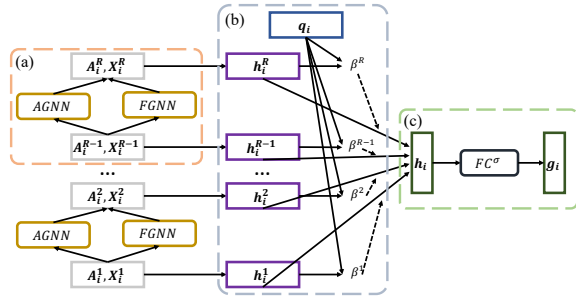 (a) (b) q_i
A_i^R, X_i^R h_i^R β^R
AGNN FGNN (c)
A_i^{R-1}, X_i^{R-1} h_i^{R-1} β^{R-1} h_i FC^σ g_i
... ...
A_i^2, X_i^2 h_i^2 β^2
AGNN FGNN
A_i^1, X_i^1 h_i^1 β^1